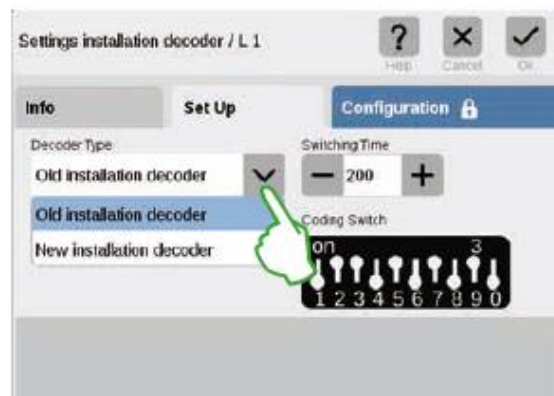 Settings installation decoder / L 1
Help Cancel Ok
Info Set Up Configuration
Decoder Type Switching Time
Old installation decoder 200
Old installation decoder Coding Switch
New installation decoder
on 3
1 2 3 4 5 6 7 8 9 0